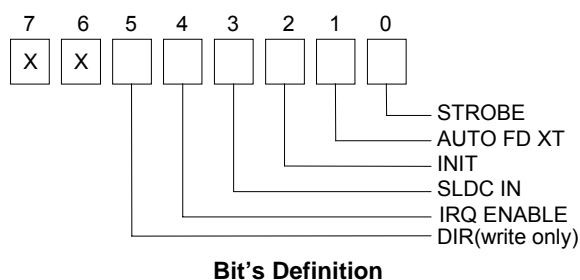 7 6 5 4 3 2 1 0
X X
STROBE
AUTO FD XT
INIT
SLDC IN
IRQ ENABLE
DIR(write only)
Bit's Definition